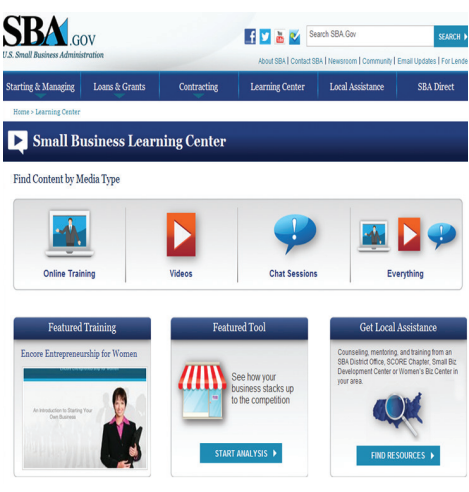 SBA.GOV
U.S. Small Business Administration
Search SBA.Gov
SEARCH
About SBA | Contact SBA | Newsroom | Community | Email Updates | For Lende
Starting & Managing
Loans & Grants
Contracting
Learning Center
Local Assistance
SBA Direct
Home > Learning Center
Small Business Learning Center
Find Content by Media Type
Online Training
Videos
Chat Sessions
Everything
Featured Training
Encore Entrepreneurship for Women
An Introduction to Starting Your
Own Business
Featured Tool
See how your
business stacks up
to the competition
START ANALYSIS
Get Local Assistance
Counseling, mentoring, and training from an
SBA District Office, SCORE Chapter, Small Biz
Development Center or Women's Biz Center in
your area.
FIND RESOURCES